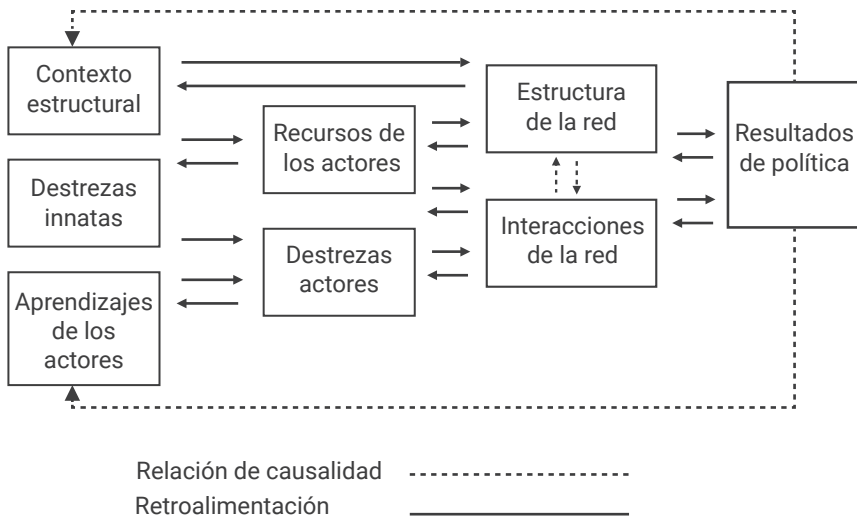 Contexto
estructural
Destrezas
innatas
Aprendizajes
de los
actores
Recursos de
los actores
Destrezas
actores
Estructura
de la red
Interacciones
de la red
Resultados
de política
Relación de causalidad
Retroalimentación